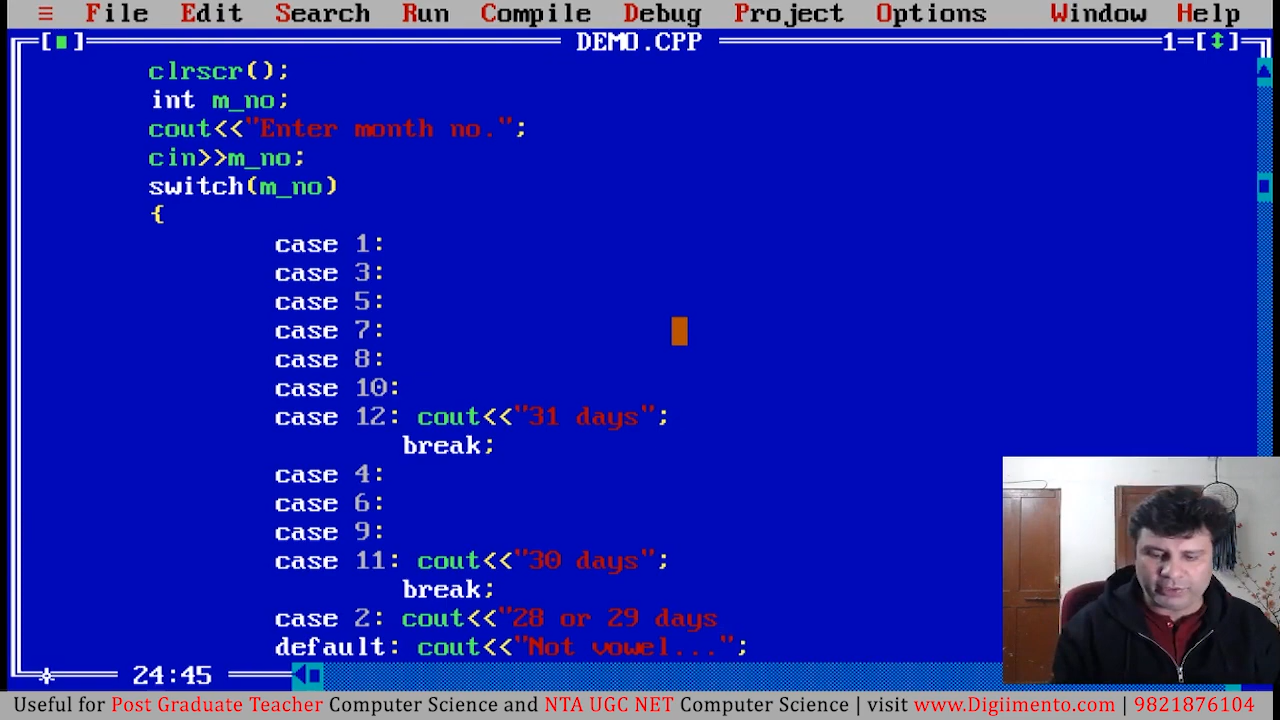 ≡ File Edit Search Run Compile Debug Project Options Window Help
[■] DEMO.CPP 1=[↕]
clrscr();
int m_no;
cout<<"Enter month no.";
cin>>m_no;
switch(m_no)
{
case 1:
case 3:
case 5:
case 7:
case 8:
case 10:
case 12: cout<<"31 days";
break;
case 4:
case 6:
case 9:
case 11: cout<<"30 days";
break;
case 2: cout<<"28 or 29 days
default: cout<<"Not vowel...";
24:45
Useful for Post Graduate Teacher Computer Science and NTA UGC NET Computer Science | visit www.Digiimento.com | 9821876104